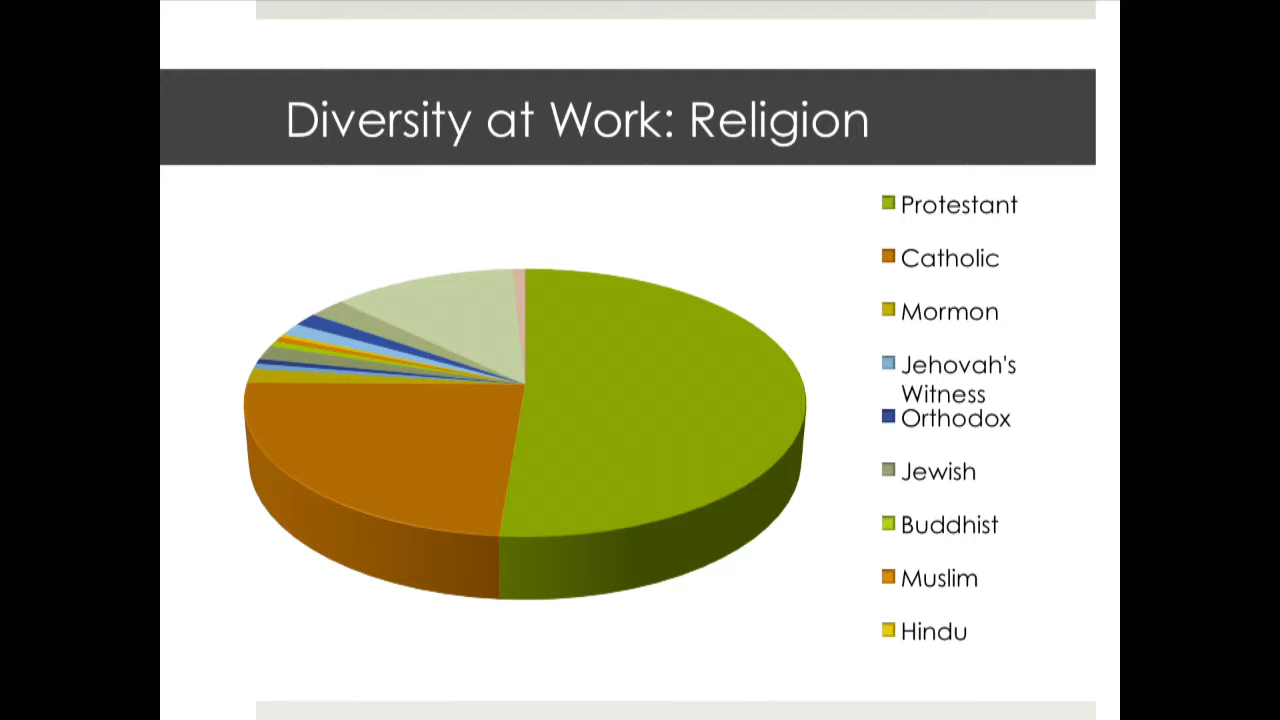 Diversity at Work: Religion
Protestant
Catholic
Mormon
Jehovah's
Witness
Orthodox
Jewish
Buddhist
Muslim
Hindu